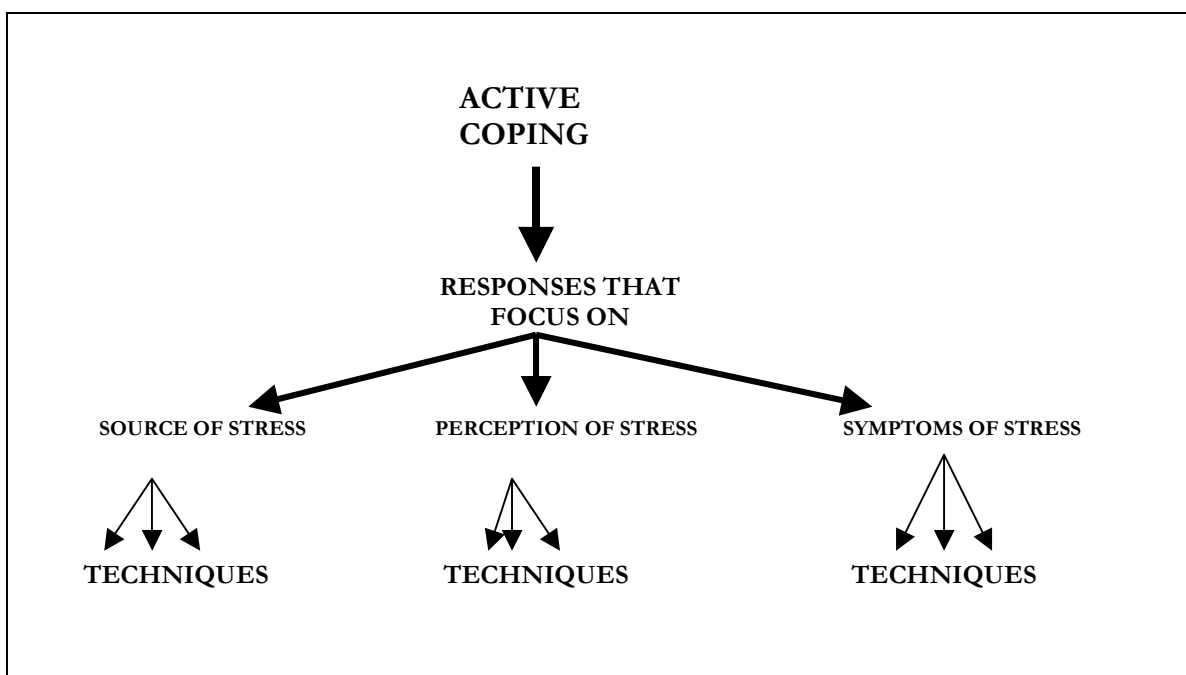 ACTIVE
COPING
RESPONSES THAT
FOCUS ON
SOURCE OF STRESS
PERCEPTION OF STRESS
SYMPTOMS OF STRESS
TECHNIQUES
TECHNIQUES
TECHNIQUES